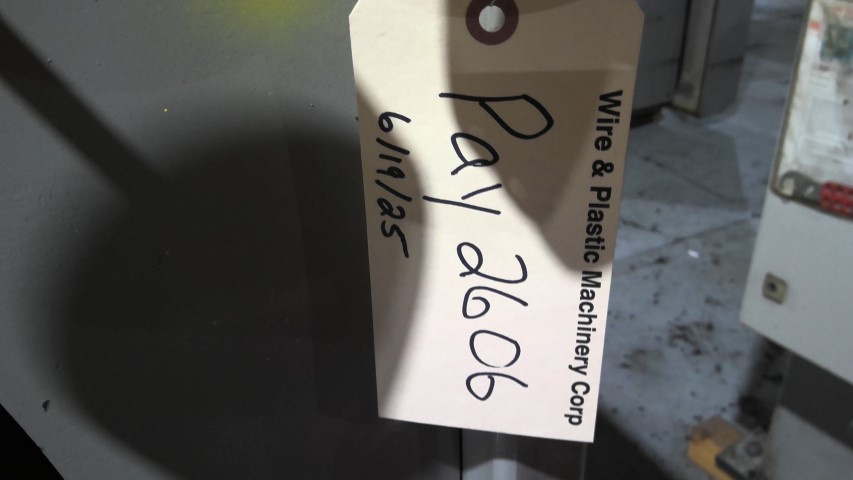 Wire & Plastic Machinery Corp
Pay 2606
6/19/25